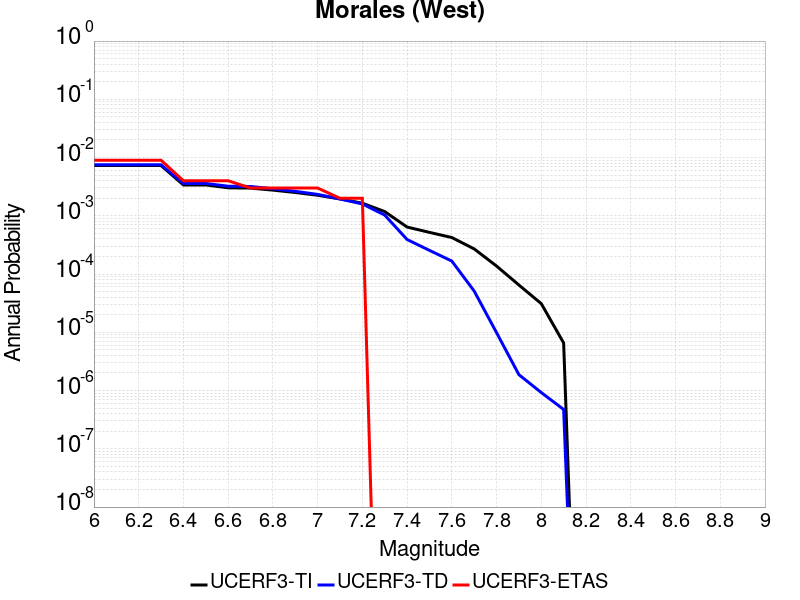 Morales (West)
Annual Probability
10^0
10^-1
10^-2
10^-3
10^-4
10^-5
10^-6
10^-7
10^-8
6 6.2 6.4 6.6 6.8 7 7.2 7.4 7.6 7.8 8 8.2 8.4 8.6 8.8 9
Magnitude
UCERF3-TI UCERF3-TD UCERF3-ETAS